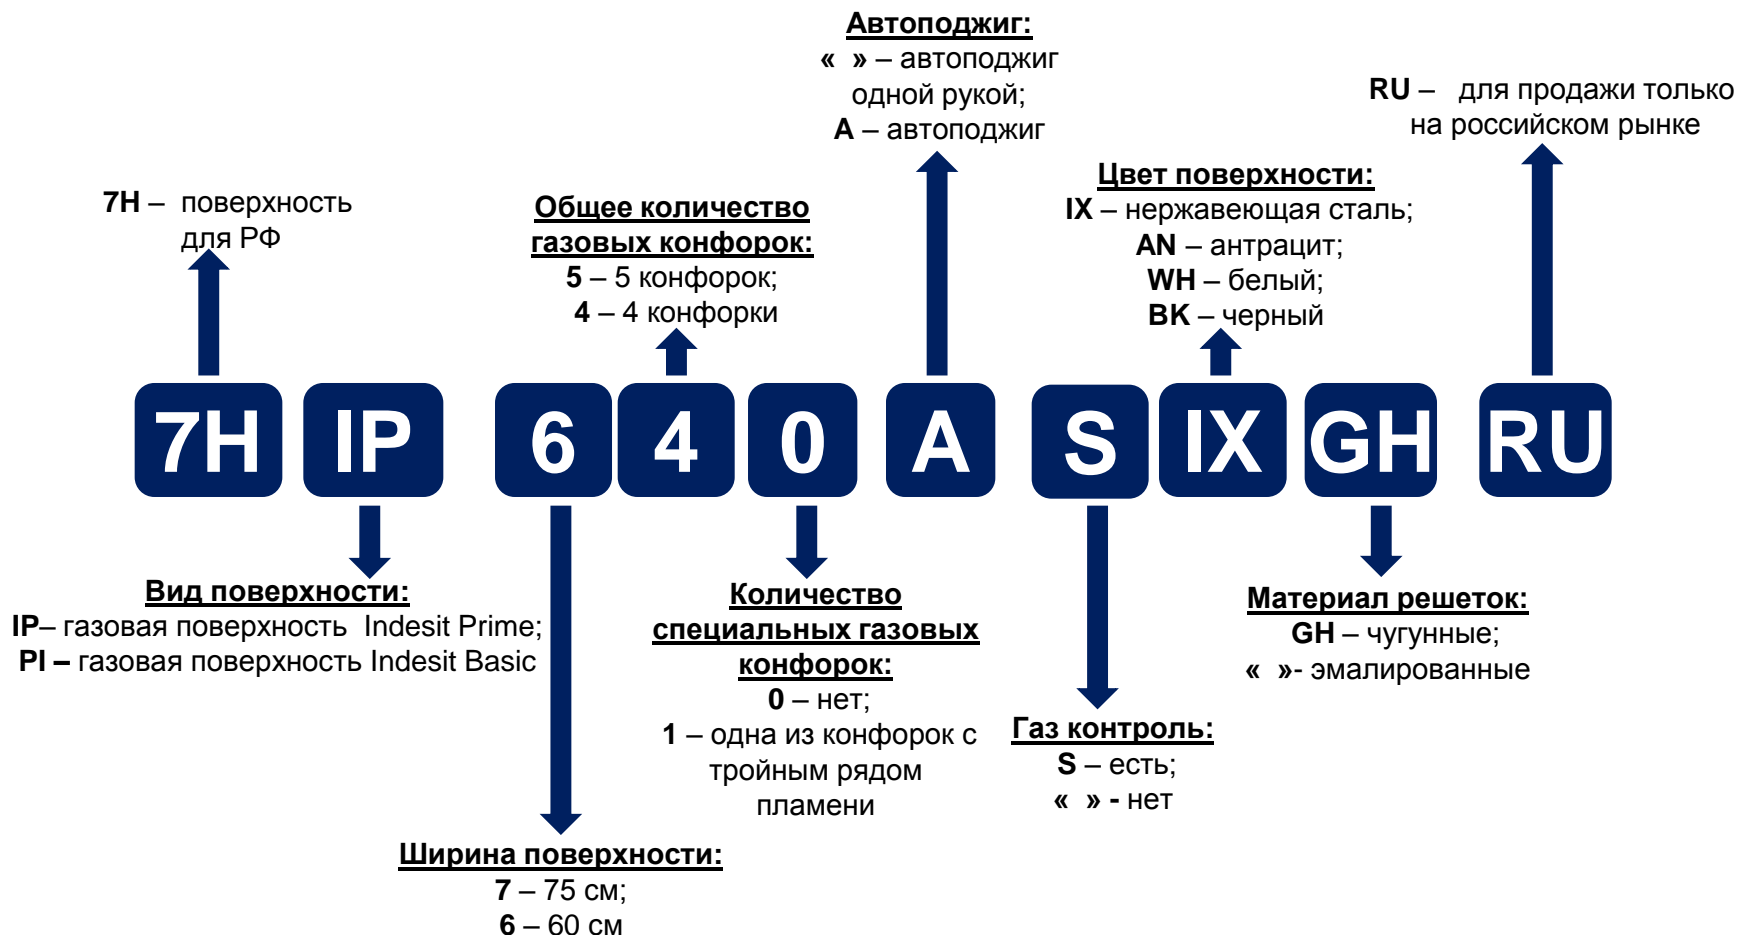 Автоподжиг:
«  » – автоподжиг
одной рукой;
А – автоподжиг
RU –   для продажи только
на российском рынке
7H –  поверхность
для РФ
Общее количество
газовых конфорок:
5 – 5 конфорок;
4 – 4 конфорки
Цвет поверхности:
IX – нержавеющая сталь;
AN – антрацит;
WH – белый;
BK – черный
7H IP 6 4 0 A S IX GH RU
Вид поверхности:
IP– газовая поверхность  Indesit Prime;
PI – газовая поверхность Indesit Basic
Количество
специальных газовых
конфорок:
0 – нет;
1 – одна из конфорок с
тройным рядом
пламени
Материал решеток:
GH – чугунные;
«  »- эмалированные
Газ контроль:
S – есть;
«  » - нет
Ширина поверхности:
7 – 75 см;
6 – 60 см